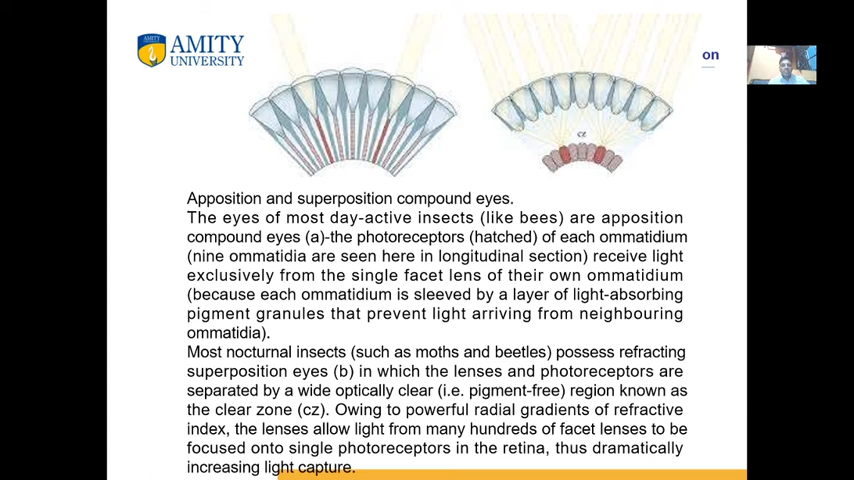 AMITY
AMITY
UNIVERSITY
on
cz
Apposition and superposition compound eyes.
The eyes of most day-active insects (like bees) are apposition
compound eyes (a)-the photoreceptors (hatched) of each ommatidium
(nine ommatidia are seen here in longitudinal section) receive light
exclusively from the single facet lens of their own ommatidium
(because each ommatidium is sleeved by a layer of light-absorbing
pigment granules that prevent light arriving from neighbouring
ommatidia).
Most nocturnal insects (such as moths and beetles) possess refracting
superposition eyes (b) in which the lenses and photoreceptors are
separated by a wide optically clear (i.e. pigment-free) region known as
the clear zone (cz). Owing to powerful radial gradients of refractive
index, the lenses allow light from many hundreds of facet lenses to be
focused onto single photoreceptors in the retina, thus dramatically
increasing light capture.